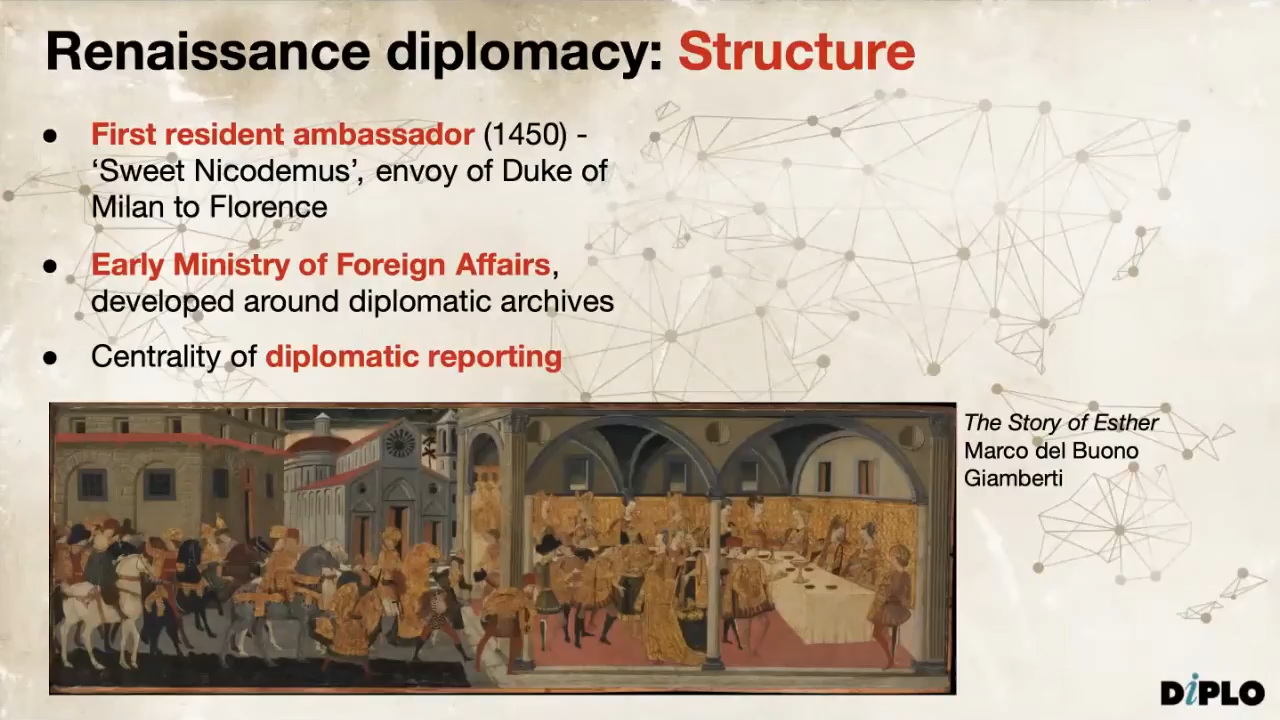 Renaissance diplomacy: Structure
● First resident ambassador (1450) -
‘Sweet Nicodemus’, envoy of Duke of
Milan to Florence
● Early Ministry of Foreign Affairs,
developed around diplomatic archives
● Centrality of diplomatic reporting
The Story of Esther
Marco del Buono
Giamberti
DiPLO